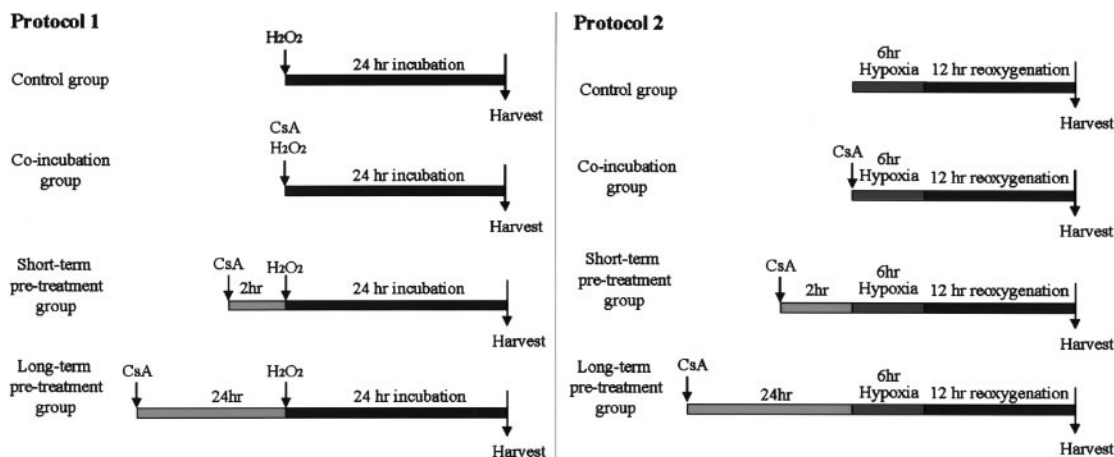 Protocol 1
H2O2
24 hr incubation
Control group
Harvest
CsA
H2O2
Co-incubation
group
24 hr incubation
Harvest
Short-term
pre-treatment
group
CsA
H2O2
2hr
24 hr incubation
Harvest
Long-term
pre-treatment
group
CsA
H2O2
24hr
24 hr incubation
Harvest
Protocol 2
6hr
Hypoxia
12 hr reoxygenation
Control group
Harvest
CsA
6hr
Hypoxia
12 hr reoxygenation
Co-incubation
group
Harvest
Short-term
pre-treatment
group
CsA
2hr
6hr
Hypoxia
12 hr reoxygenation
Harvest
Long-term
pre-treatment
group
CsA
24hr
6hr
Hypoxia
12 hr reoxygenation
Harvest